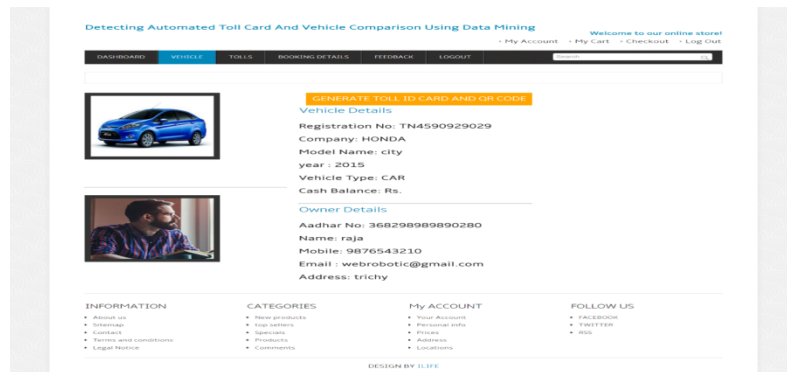 Detecting Automated Toll Card And Vehicle Comparison Using Data Mining
Welcome to our online store!
My Account My Cart Checkout Log Out
DASHBOARD VEHICLE TOLLS BOOKING DETAILS FEEDBACK LOGOUT Search
GENERATE TOLL ID CARD AND QR CODE
Vehicle Details
Registration No: TN4590929029
Company: HONDA
Model Name: city
year : 2015
Vehicle Type: CAR
Cash Balance: Rs.
Owner Details
Aadhar No: 368298989890280
Name: raja
Mobile: 9876543210
Email : webrobotic@gmail.com
Address: trichy
INFORMATION
About us
Sitemap
Contact
Terms and conditions
Legal Notice
CATEGORIES
New products
top sellers
Specials
Products
Comments
My ACCOUNT
Your Account
Personal info
Prices
Address
Locations
FOLLOW US
FACEBOOK
TWITTER
RSS
DESIGN BY ILIFE